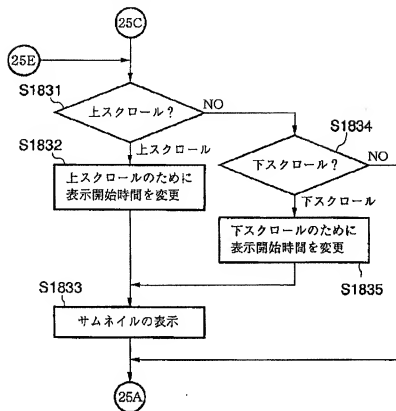 25C
25E
S1831
上スクロール?
NO
S1832
上スクロール
S1834
上スクロールのために
表示開始時間を変更
下スクロール?
NO
下スクロール
下スクロールのために
表示開始時間を変更
S1833
S1835
サムネイルの表示
25A